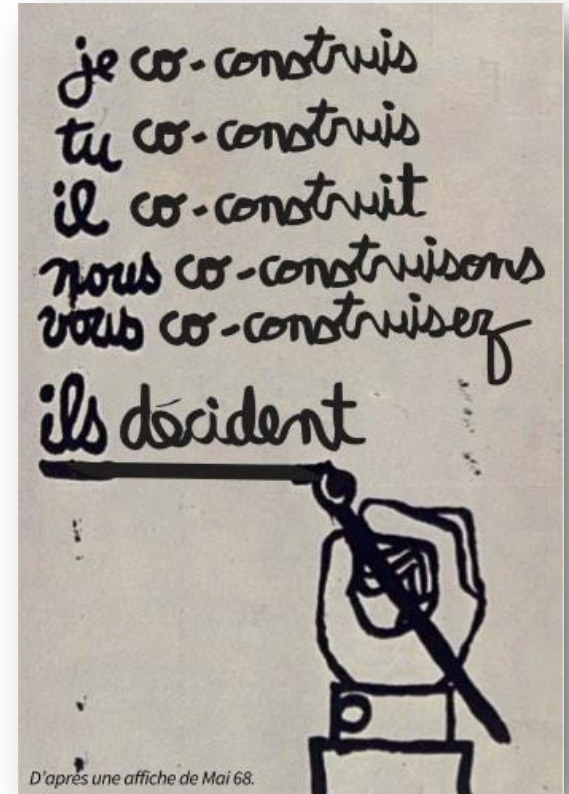 je co-construis
tu co-construis
il co-construit
nous co-construisons
vous co-construisez
ils décident
D'après une affiche de Mai 68.